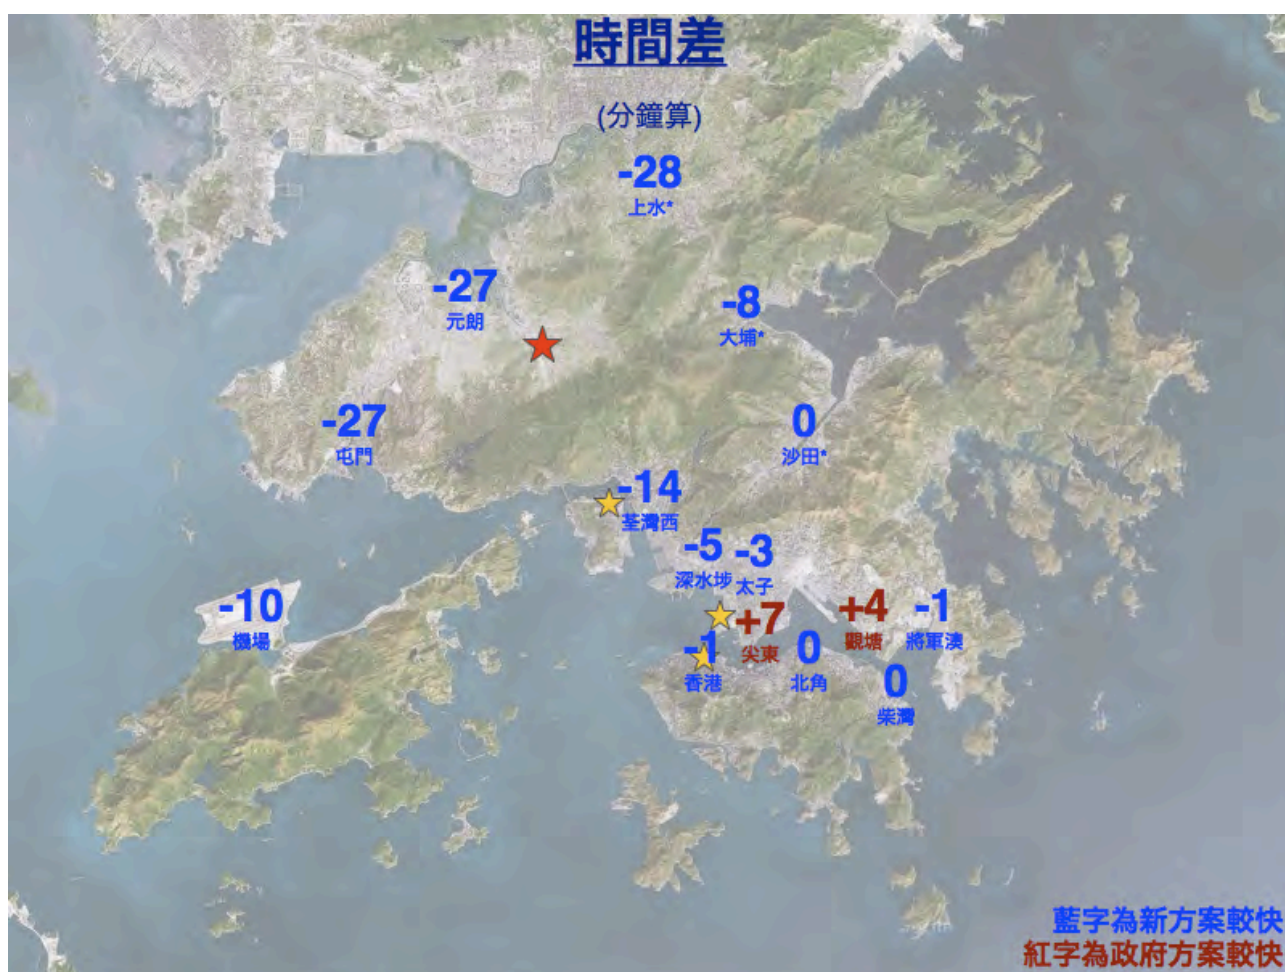 時間差
(分鐘算)
-28
上水*
-27
元朗
-8
大埔*
-27
屯門
0
沙田*
-14
荃灣西
-5
深水埗
-3
太子
-10
機場
+7
尖東
+4
觀塘
-1
將軍澳
-1
香港
0
北角
0
柴灣
藍字為新方案較快
紅字為政府方案較快